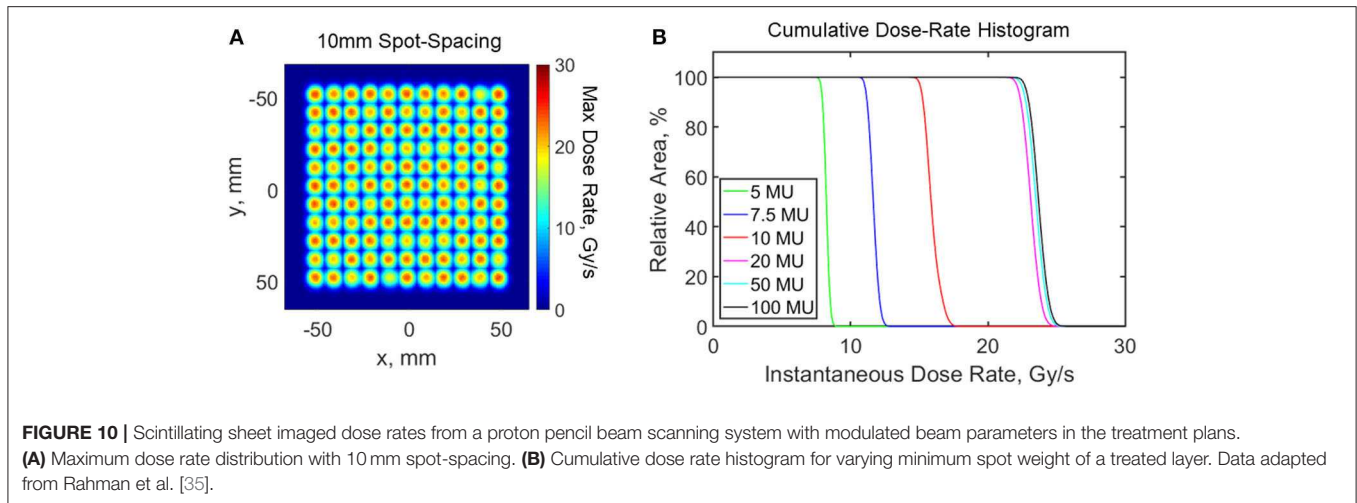 A
10mm Spot-Spacing
-50
0
50
y, mm
-50
0
50
x, mm
30
20
10
0
Max Dose Rate, Gy/s
B
Cumulative Dose-Rate Histogram
100
80
60
40
20
0
Relative Area, %
5 MU
7.5 MU
10 MU
20 MU
50 MU
100 MU
0
10
20
30
Instantaneous Dose Rate, Gy/s
FIGURE 10 | Scintillating sheet imaged dose rates from a proton pencil beam scanning system with modulated beam parameters in the treatment plans.
(A) Maximum dose rate distribution with 10 mm spot-spacing. (B) Cumulative dose rate histogram for varying minimum spot weight of a treated layer. Data adapted
from Rahman et al. [35].